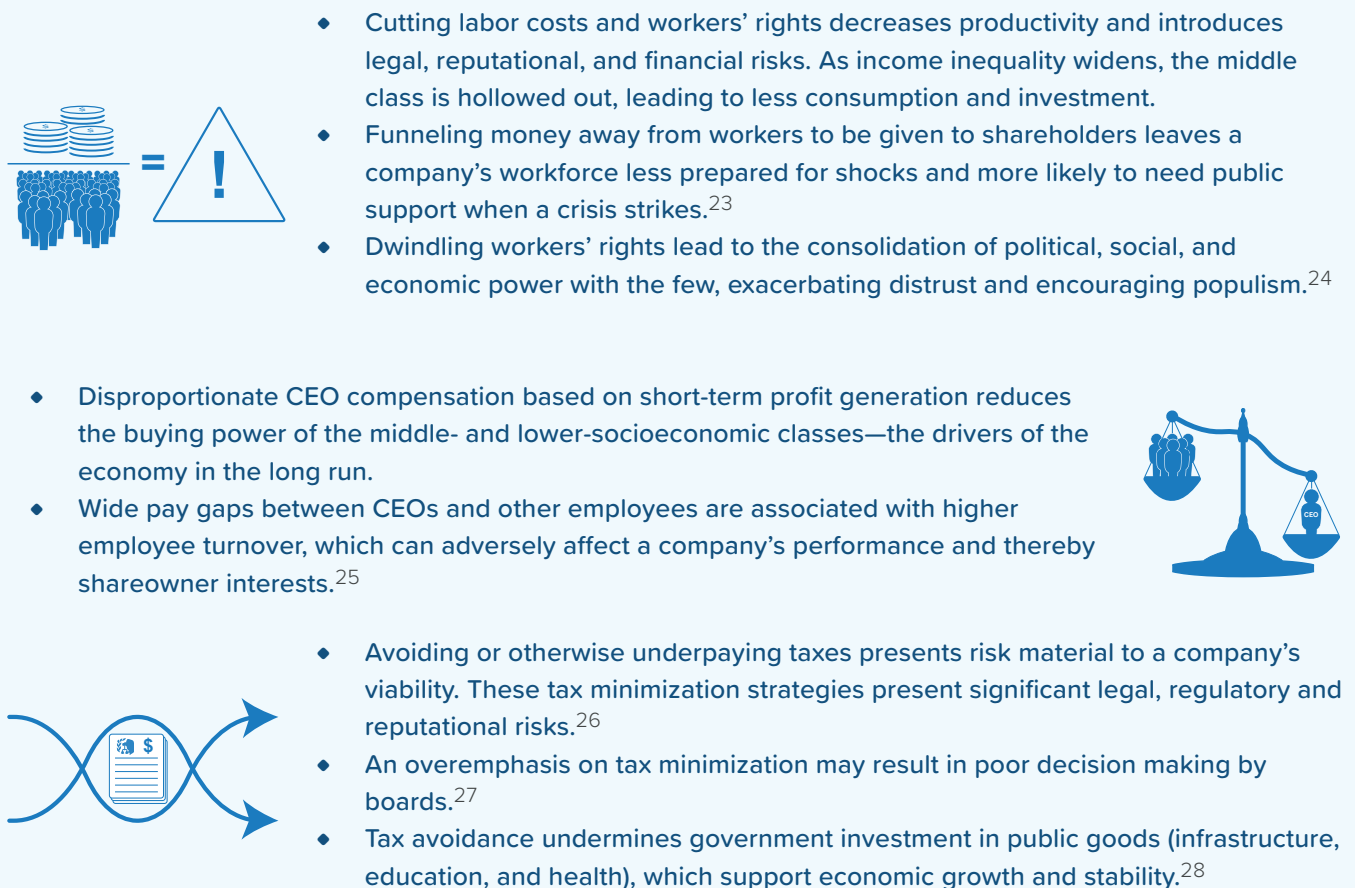 • Cutting labor costs and workers’ rights decreases productivity and introduces
legal, reputational, and financial risks. As income inequality widens, the middle
class is hollowed out, leading to less consumption and investment.
• Funneling money away from workers to be given to shareholders leaves a
company’s workforce less prepared for shocks and more likely to need public
support when a crisis strikes.23
• Dwindling workers’ rights lead to the consolidation of political, social, and
economic power with the few, exacerbating distrust and encouraging populism.24
$
$ $
= !
• Disproportionate CEO compensation based on short-term profit generation reduces
the buying power of the middle- and lower-socioeconomic classes—the drivers of the
economy in the long run.
• Wide pay gaps between CEOs and other employees are associated with higher
employee turnover, which can adversely affect a company’s performance and thereby
shareowner interests.25
CEO
• Avoiding or otherwise underpaying taxes presents risk material to a company’s
viability. These tax minimization strategies present significant legal, regulatory and
reputational risks.26
• An overemphasis on tax minimization may result in poor decision making by
boards.27
• Tax avoidance undermines government investment in public goods (infrastructure,
education, and health), which support economic growth and stability.28
$